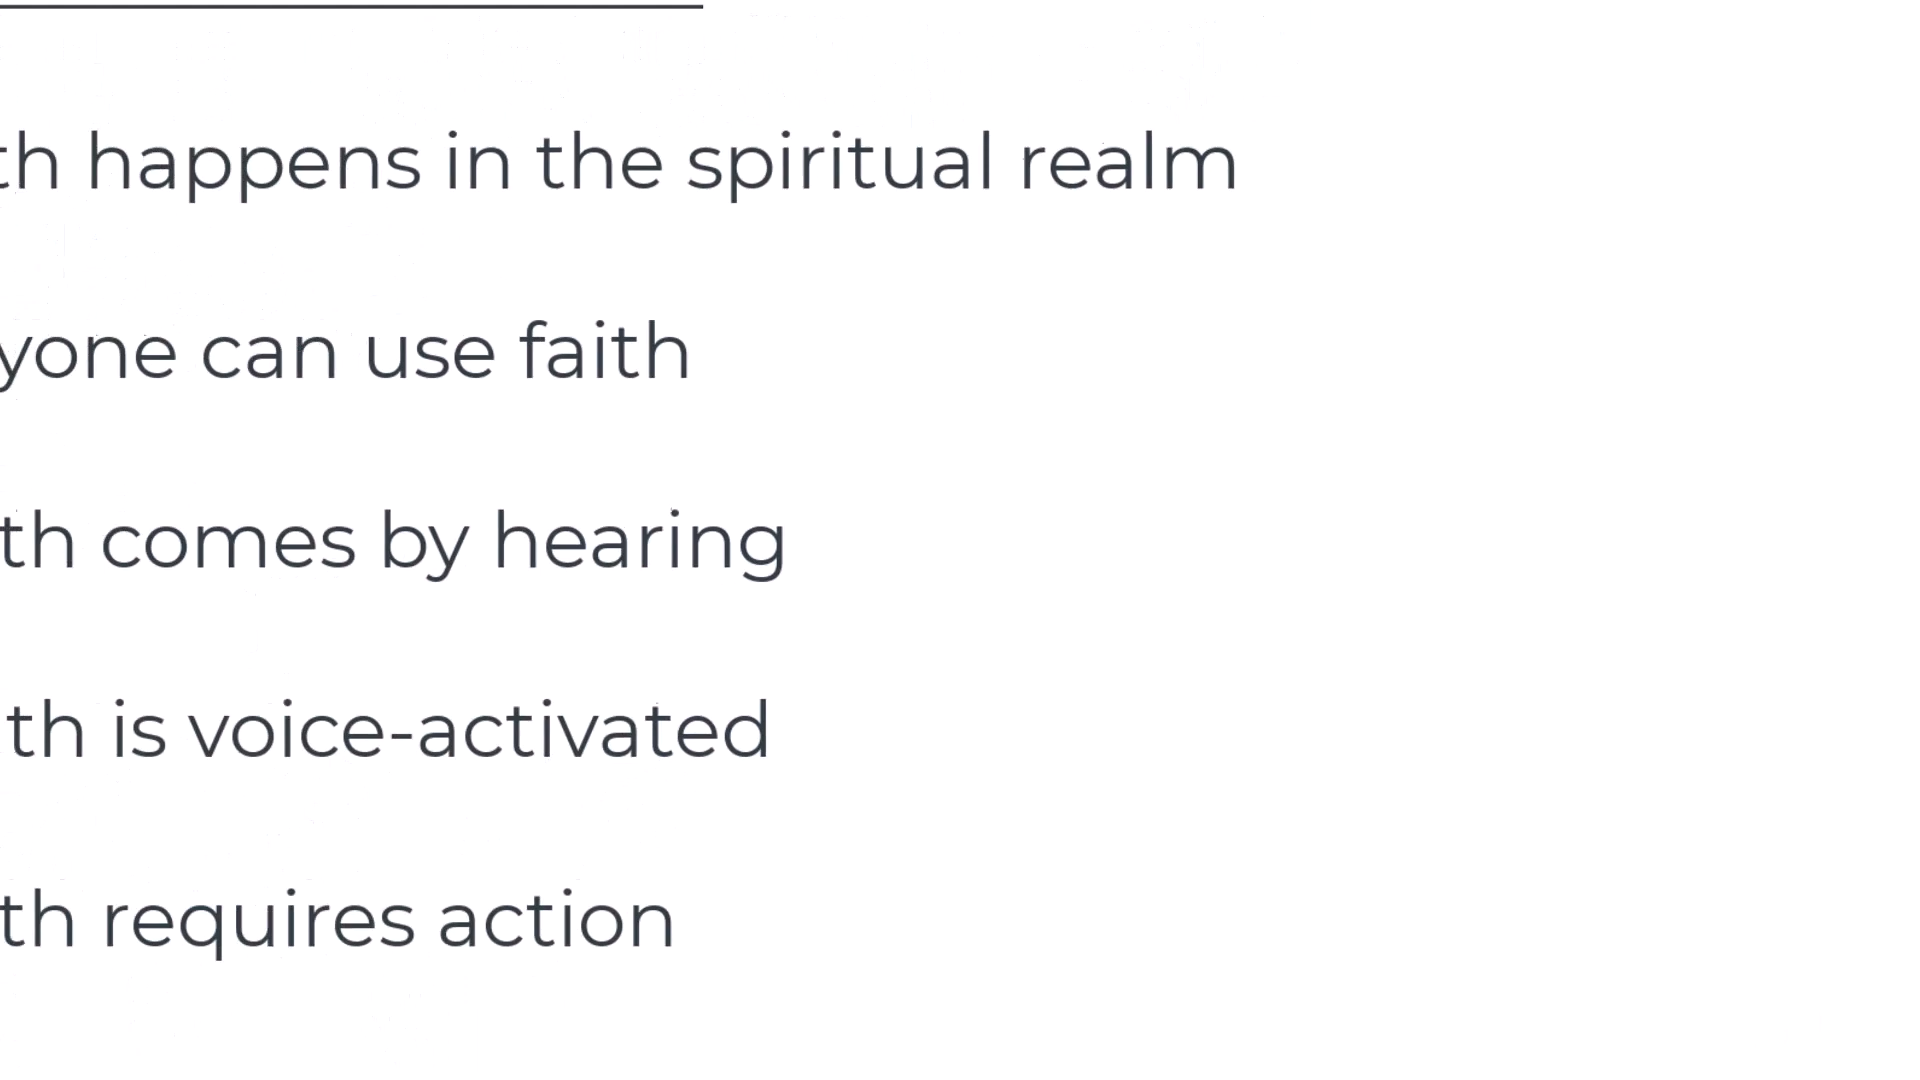 th happens in the spiritual realm
yone can use faith
th comes by hearing
th is voice-activated
th requires action